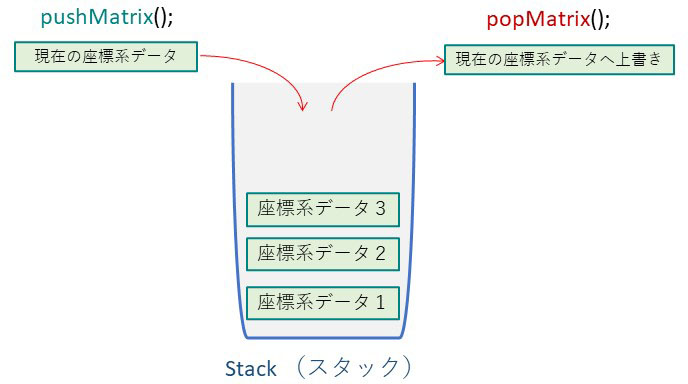 pushMatrix();
popMatrix();
現在の座標系データ
現在の座標系データへ上書き
座標系データ３
座標系データ２
座標系データ１
Stack （スタック）